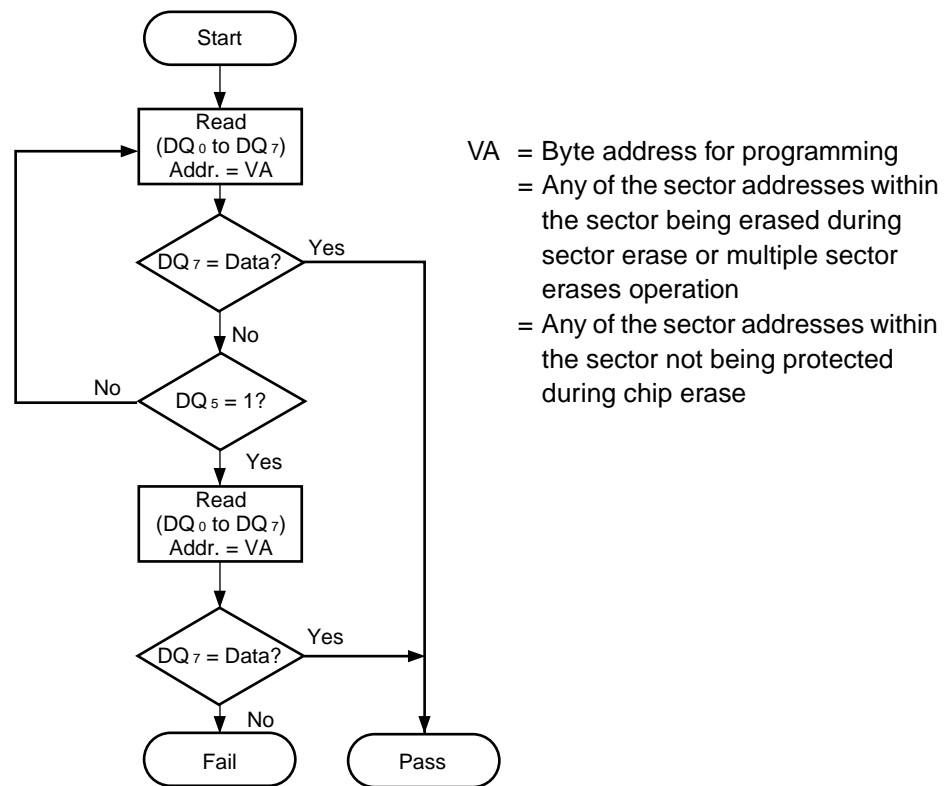 Start
Read
(DQ0 to DQ7)
Addr. = VA
DQ7 = Data?
Yes
No
DQ5 = 1?
No
Yes
Read
(DQ0 to DQ7)
Addr. = VA
DQ7 = Data?
Yes
No
Fail
Pass
VA = Byte address for programming
= Any of the sector addresses within
the sector being erased during
sector erase or multiple sector
erases operation
= Any of the sector addresses within
the sector not being protected
during chip erase